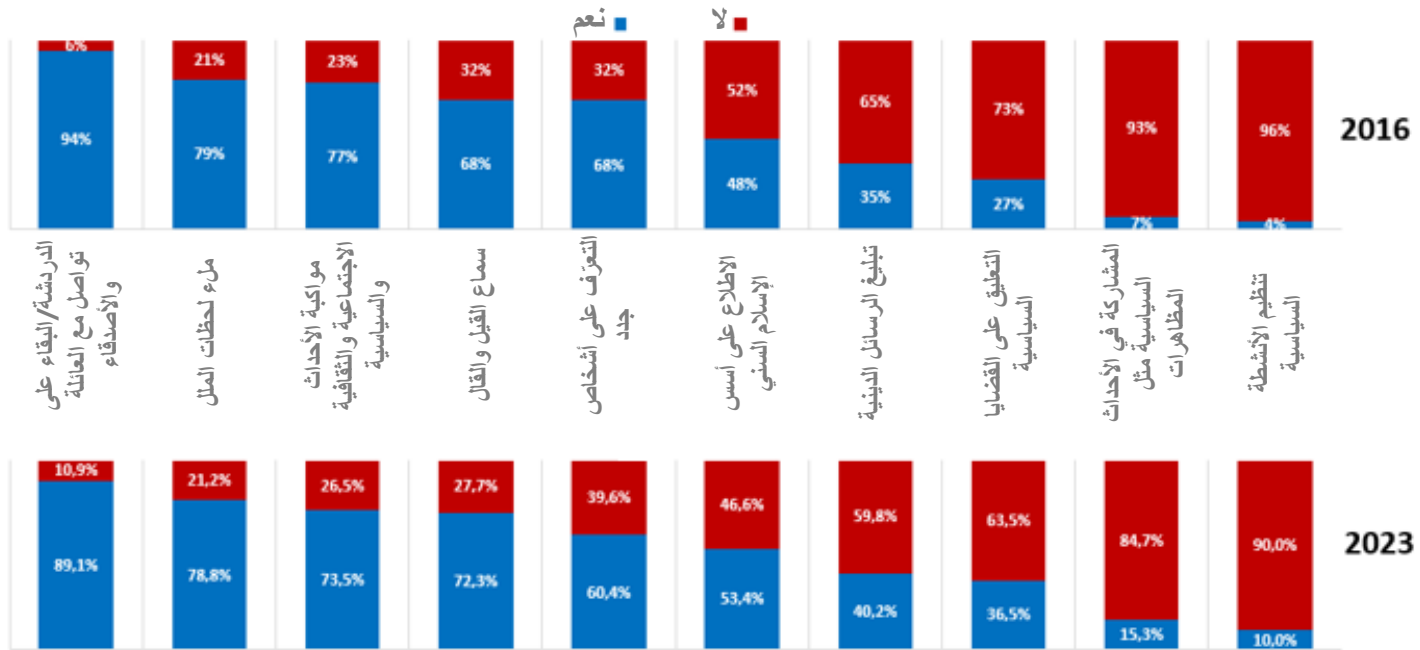 نعم
لا
6%
21%
23%
32%
32%
52%
65%
73%
93%
96%
94%
79%
77%
68%
68%
48%
35%
27%
7%
4%
2016
الدردشة/البقاء على
تواصل مع العائلة
والأصدقاء
ملء لحظات الملل
مواكبة الأحداث
الاجتماعية والثقافية
والسياسية
سماع القيل والقال
التعرّف على أشخاص
جدد
الاطلاع على أسس
الإسلام السني
تبليغ الرسائل الدينية
التعليق على القضايا
السياسية
المشاركة في الأحداث
السياسية مثل
المظاهرات
تنظيم الأنشطة
السياسية
10,9%
21,2%
26,5%
27,7%
39,6%
46,6%
59,8%
63,5%
84,7%
90,0%
89,1%
78,8%
73,5%
72,3%
60,4%
53,4%
40,2%
36,5%
15,3%
10,0%
2023